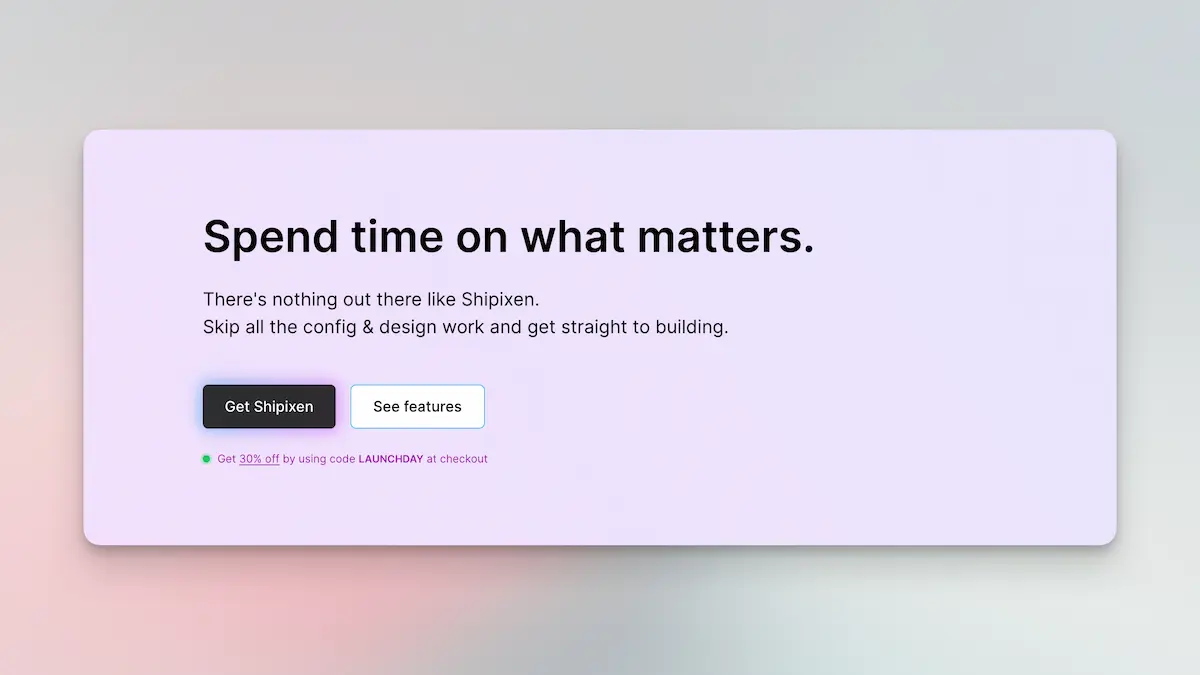 Spend time on what matters.
There's nothing out there like Shipixen.
Skip all the config & design work and get straight to building.
Get Shipixen
See features
Get 30% off by using code LAUNCHDAY at checkout